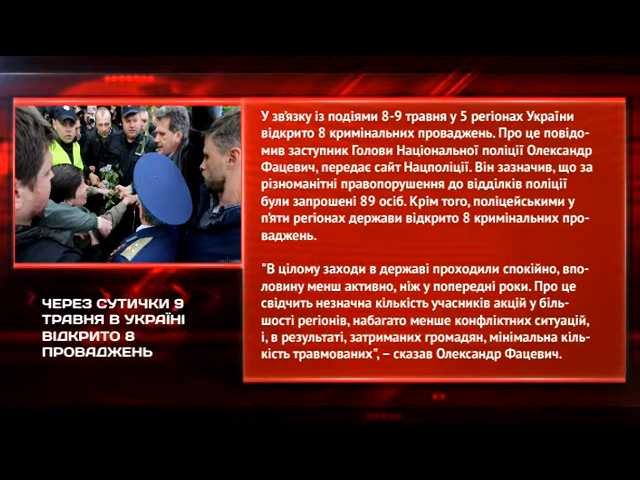 У зв'язку із подіями 8-9 травня у 5 регіонах України
відкрито 8 кримінальних проваджень. Про це повідо-
мив заступник Голови Національної поліції Олександр
Фацевич, передає сайт Нацполіції. Він зазначив, що за
різноманітні правопорушення до відділків поліції
були запрошені 89 осіб. Крім того, поліцейськими у
п'яти регіонах держави відкрито 8 кримінальних про-
ваджень.
"В цілому заходи в державі проходили спокійно, впо-
ловину менш активно, ніж у попередні роки. Про це
свідчить незначна кількість учасників акцій у біль-
шості регіонів, набагато менше конфліктних ситуацій,
і, в результаті, затриманих громадян, мінімальна кіль-
кість травмованих", – сказав Олександр Фацевич.
ЧЕРЕЗ СУТИЧКИ 9
ТРАВНЯ В УКРАЇНІ
ВІДКРИТО 8
ПРОВАДЖЕНЬ